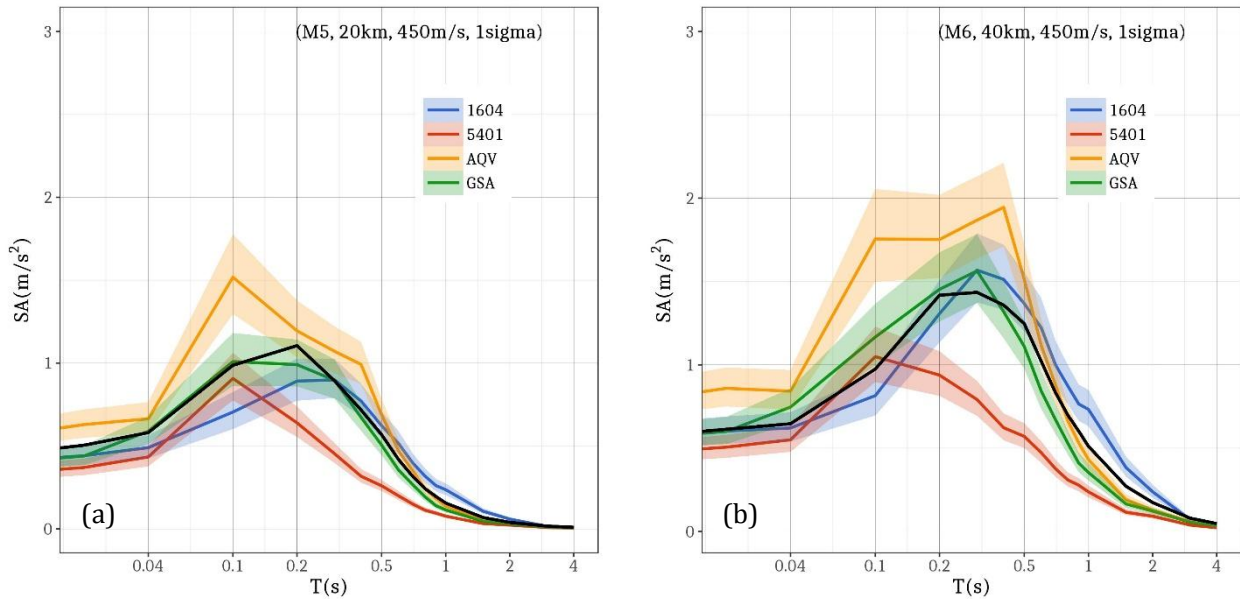 (M5, 20km, 450m/s, 1sigma)
3
2
1
0
SA(m/s²)
1604
5401
AQV
GSA
(a)
0.04 0.1 0.2 0.5 1 2 4
T(s)
(M6, 40km, 450m/s, 1sigma)
3
2
1
0
SA(m/s²)
1604
5401
AQV
GSA
(b)
0.04 0.1 0.2 0.5 1 2 4
T(s)